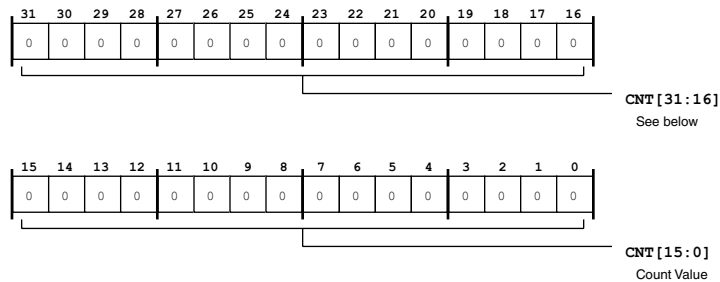 31 30 29 28 27 26 25 24 23 22 21 20 19 18 17 16
0 0 0 0 0 0 0 0 0 0 0 0 0 0 0 0
CNT[31:16]
See below
15 14 13 12 11 10 9 8 7 6 5 4 3 2 1 0
0 0 0 0 0 0 0 0 0 0 0 0 0 0 0 0
CNT[15:0]
Count Value